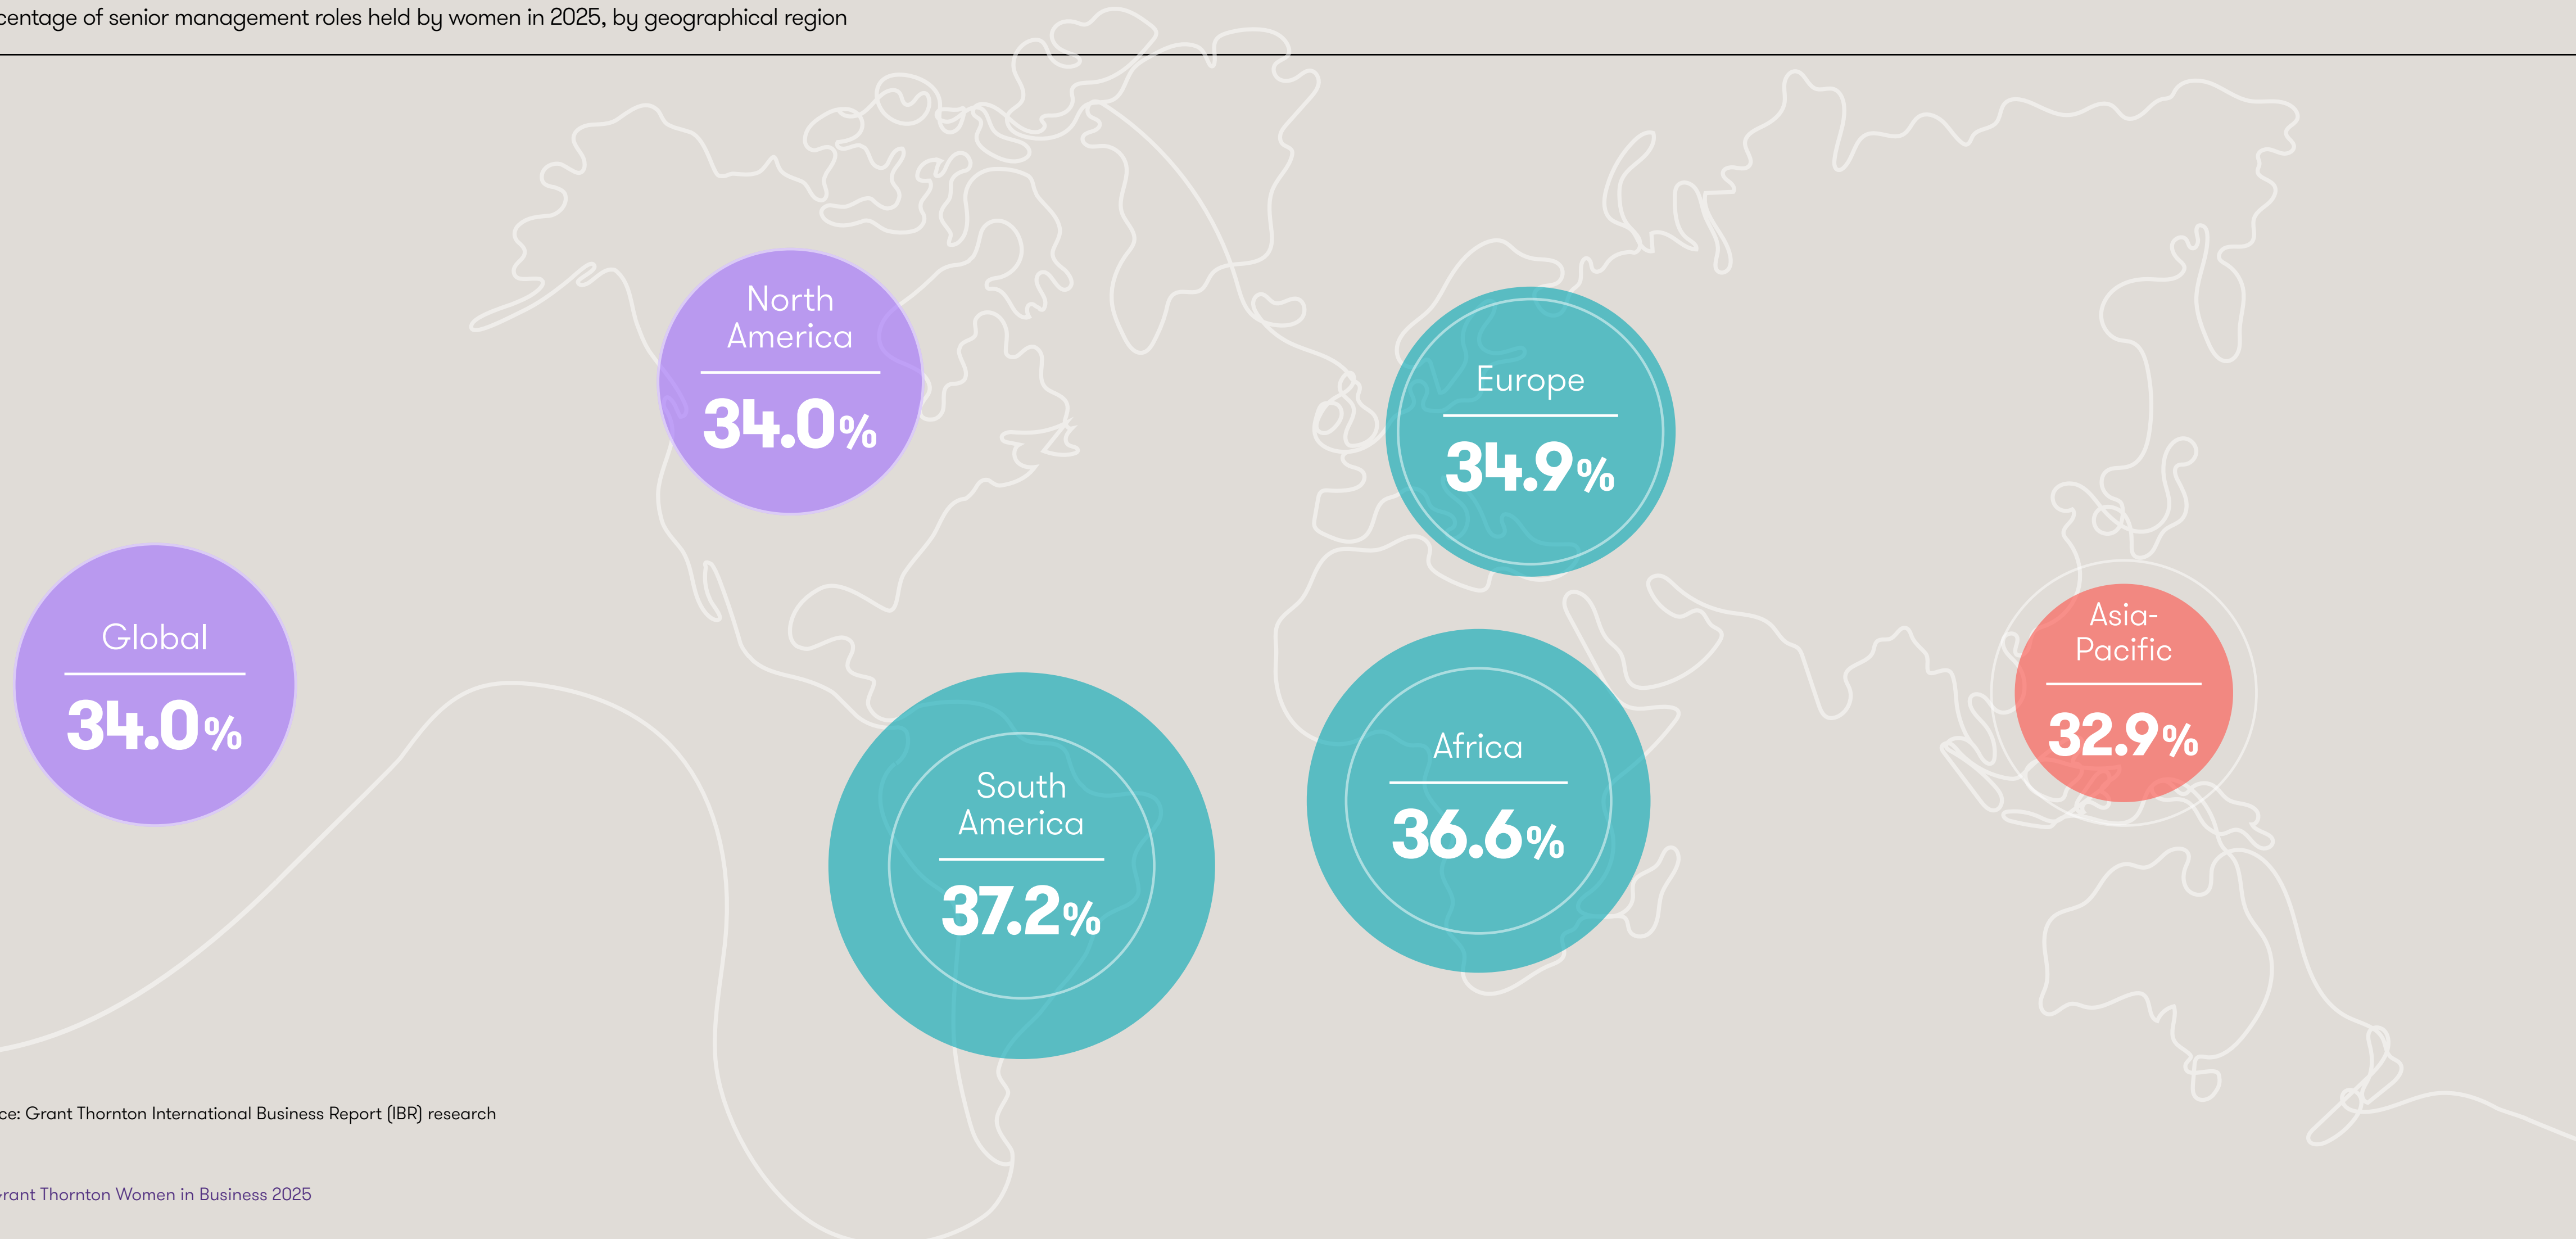 centage of senior management roles held by women in 2025, by geographical region
North
America
34.0%
Europe
34.9%
Global
34.0%
Asia-
Pacific
32.9%
South
America
37.2%
Africa
36.6%
ce: Grant Thornton International Business Report (IBR) research
Grant Thornton Women in Business 2025